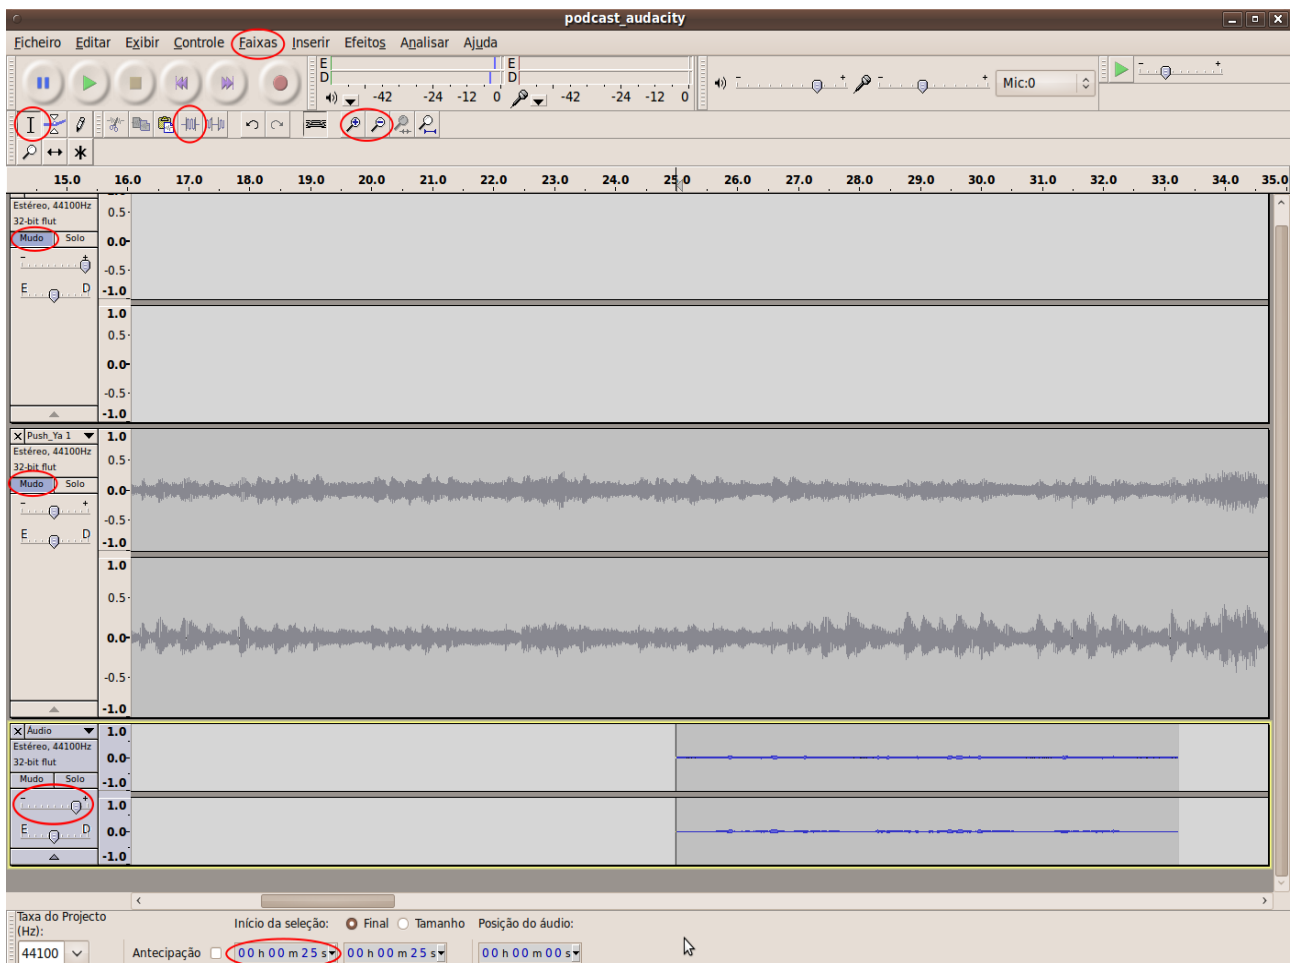 podcast_audacity
Ficheiro Editar Exibir Controle Faixas Inserir Efeitos Analisar Ajuda
E E
D D
-42 -24 -12 0 -42 -24 -12 0
- + - + Mic:0 - +
15.0 16.0 17.0 18.0 19.0 20.0 21.0 22.0 23.0 24.0 25.0 26.0 27.0 28.0 29.0 30.0 31.0 32.0 33.0 34.0 35.0
Estéreo, 44100Hz
32-bit flut
Mudo Solo
- +
E D
0.5
0.0
-0.5
-1.0
1.0
0.5
0.0
-0.5
-1.0
X Push_Ya 1
Estéreo, 44100Hz
32-bit flut
Mudo Solo
- +
E D
1.0
0.5
0.0
-0.5
-1.0
1.0
0.5
0.0
-0.5
-1.0
X Áudio
Estéreo, 44100Hz
32-bit flut
Mudo Solo
- +
E D
1.0
0.0
-1.0
1.0
0.0
-1.0
Taxa do Projecto
(Hz):
Início da seleção: Final Tamanho Posição do áudio:
44100 Antecipação 00 h 00 m 25 s 00 h 00 m 25 s 00 h 00 m 00 s